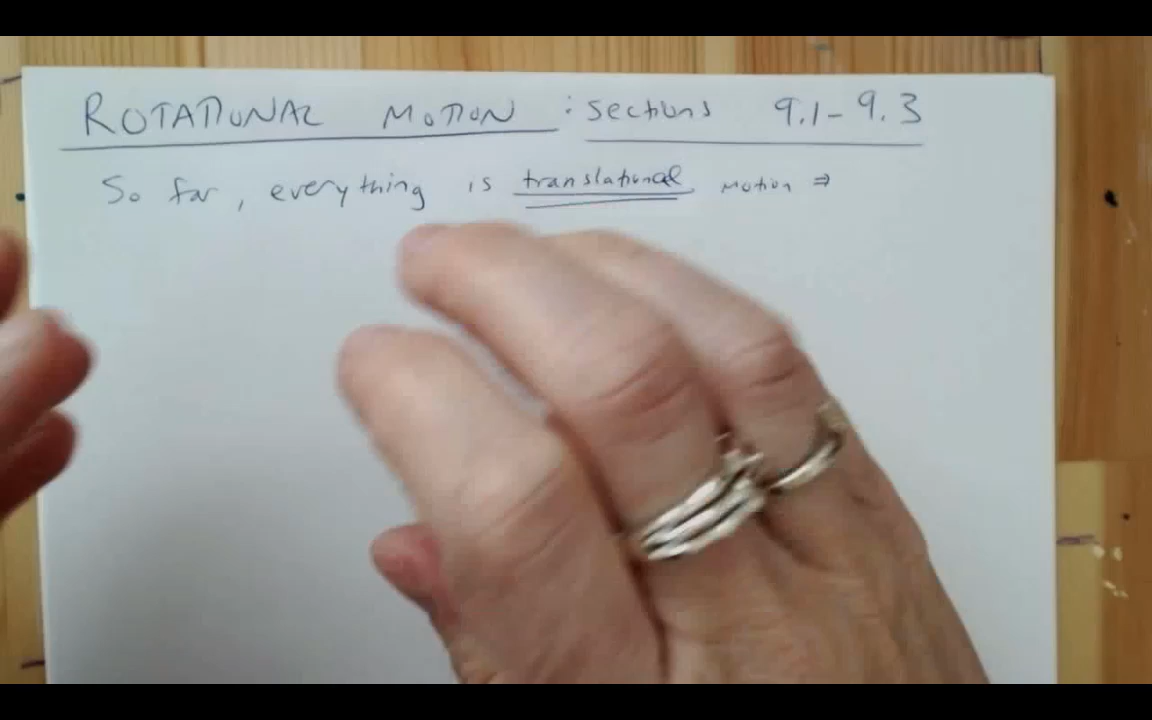 ROTATIONAL MOTION : sections 9.1 - 9.3
So far, everything is translational motion ⇒